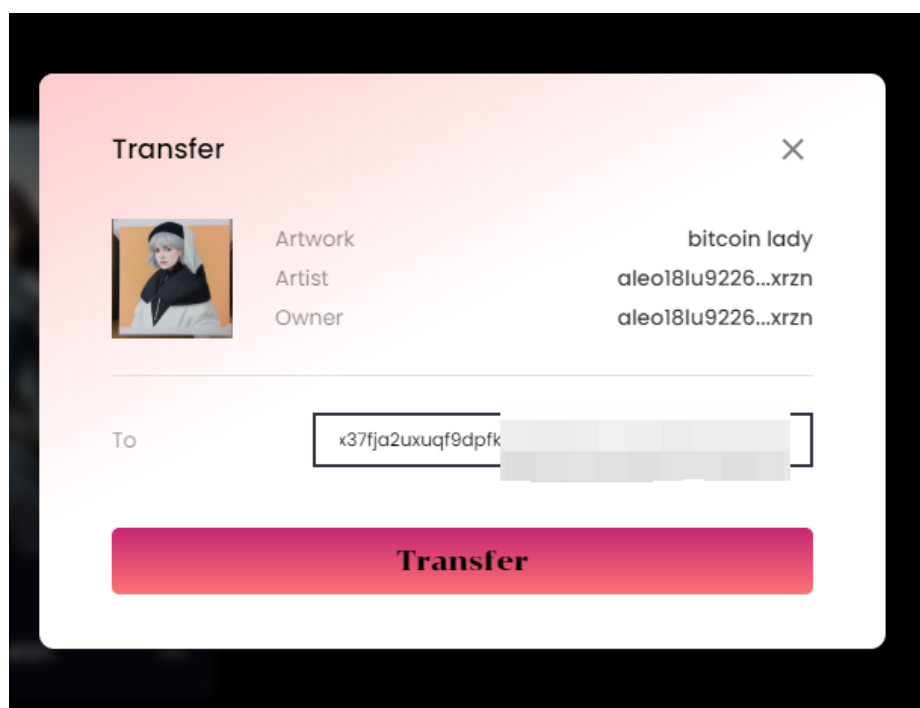 Transfer
Artwork bitcoin lady
Artist aleo18lu9226...xrzn
Owner aleo18lu9226...xrzn
To x37fja2uxuqf9dpfk
Transfer